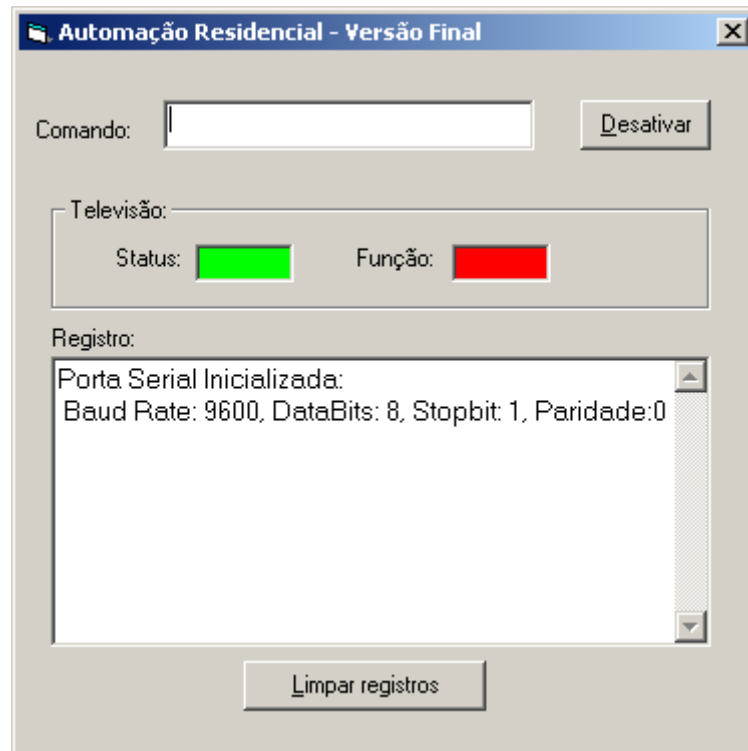 Automação Residencial - Versão Final
Comando:
Desativar
Televisão:
Status:
Função:
Registro:
Porta Serial Inicializada:
Baud Rate: 9600, DataBits: 8, Stopbit: 1, Paridade:0
Limpar registros